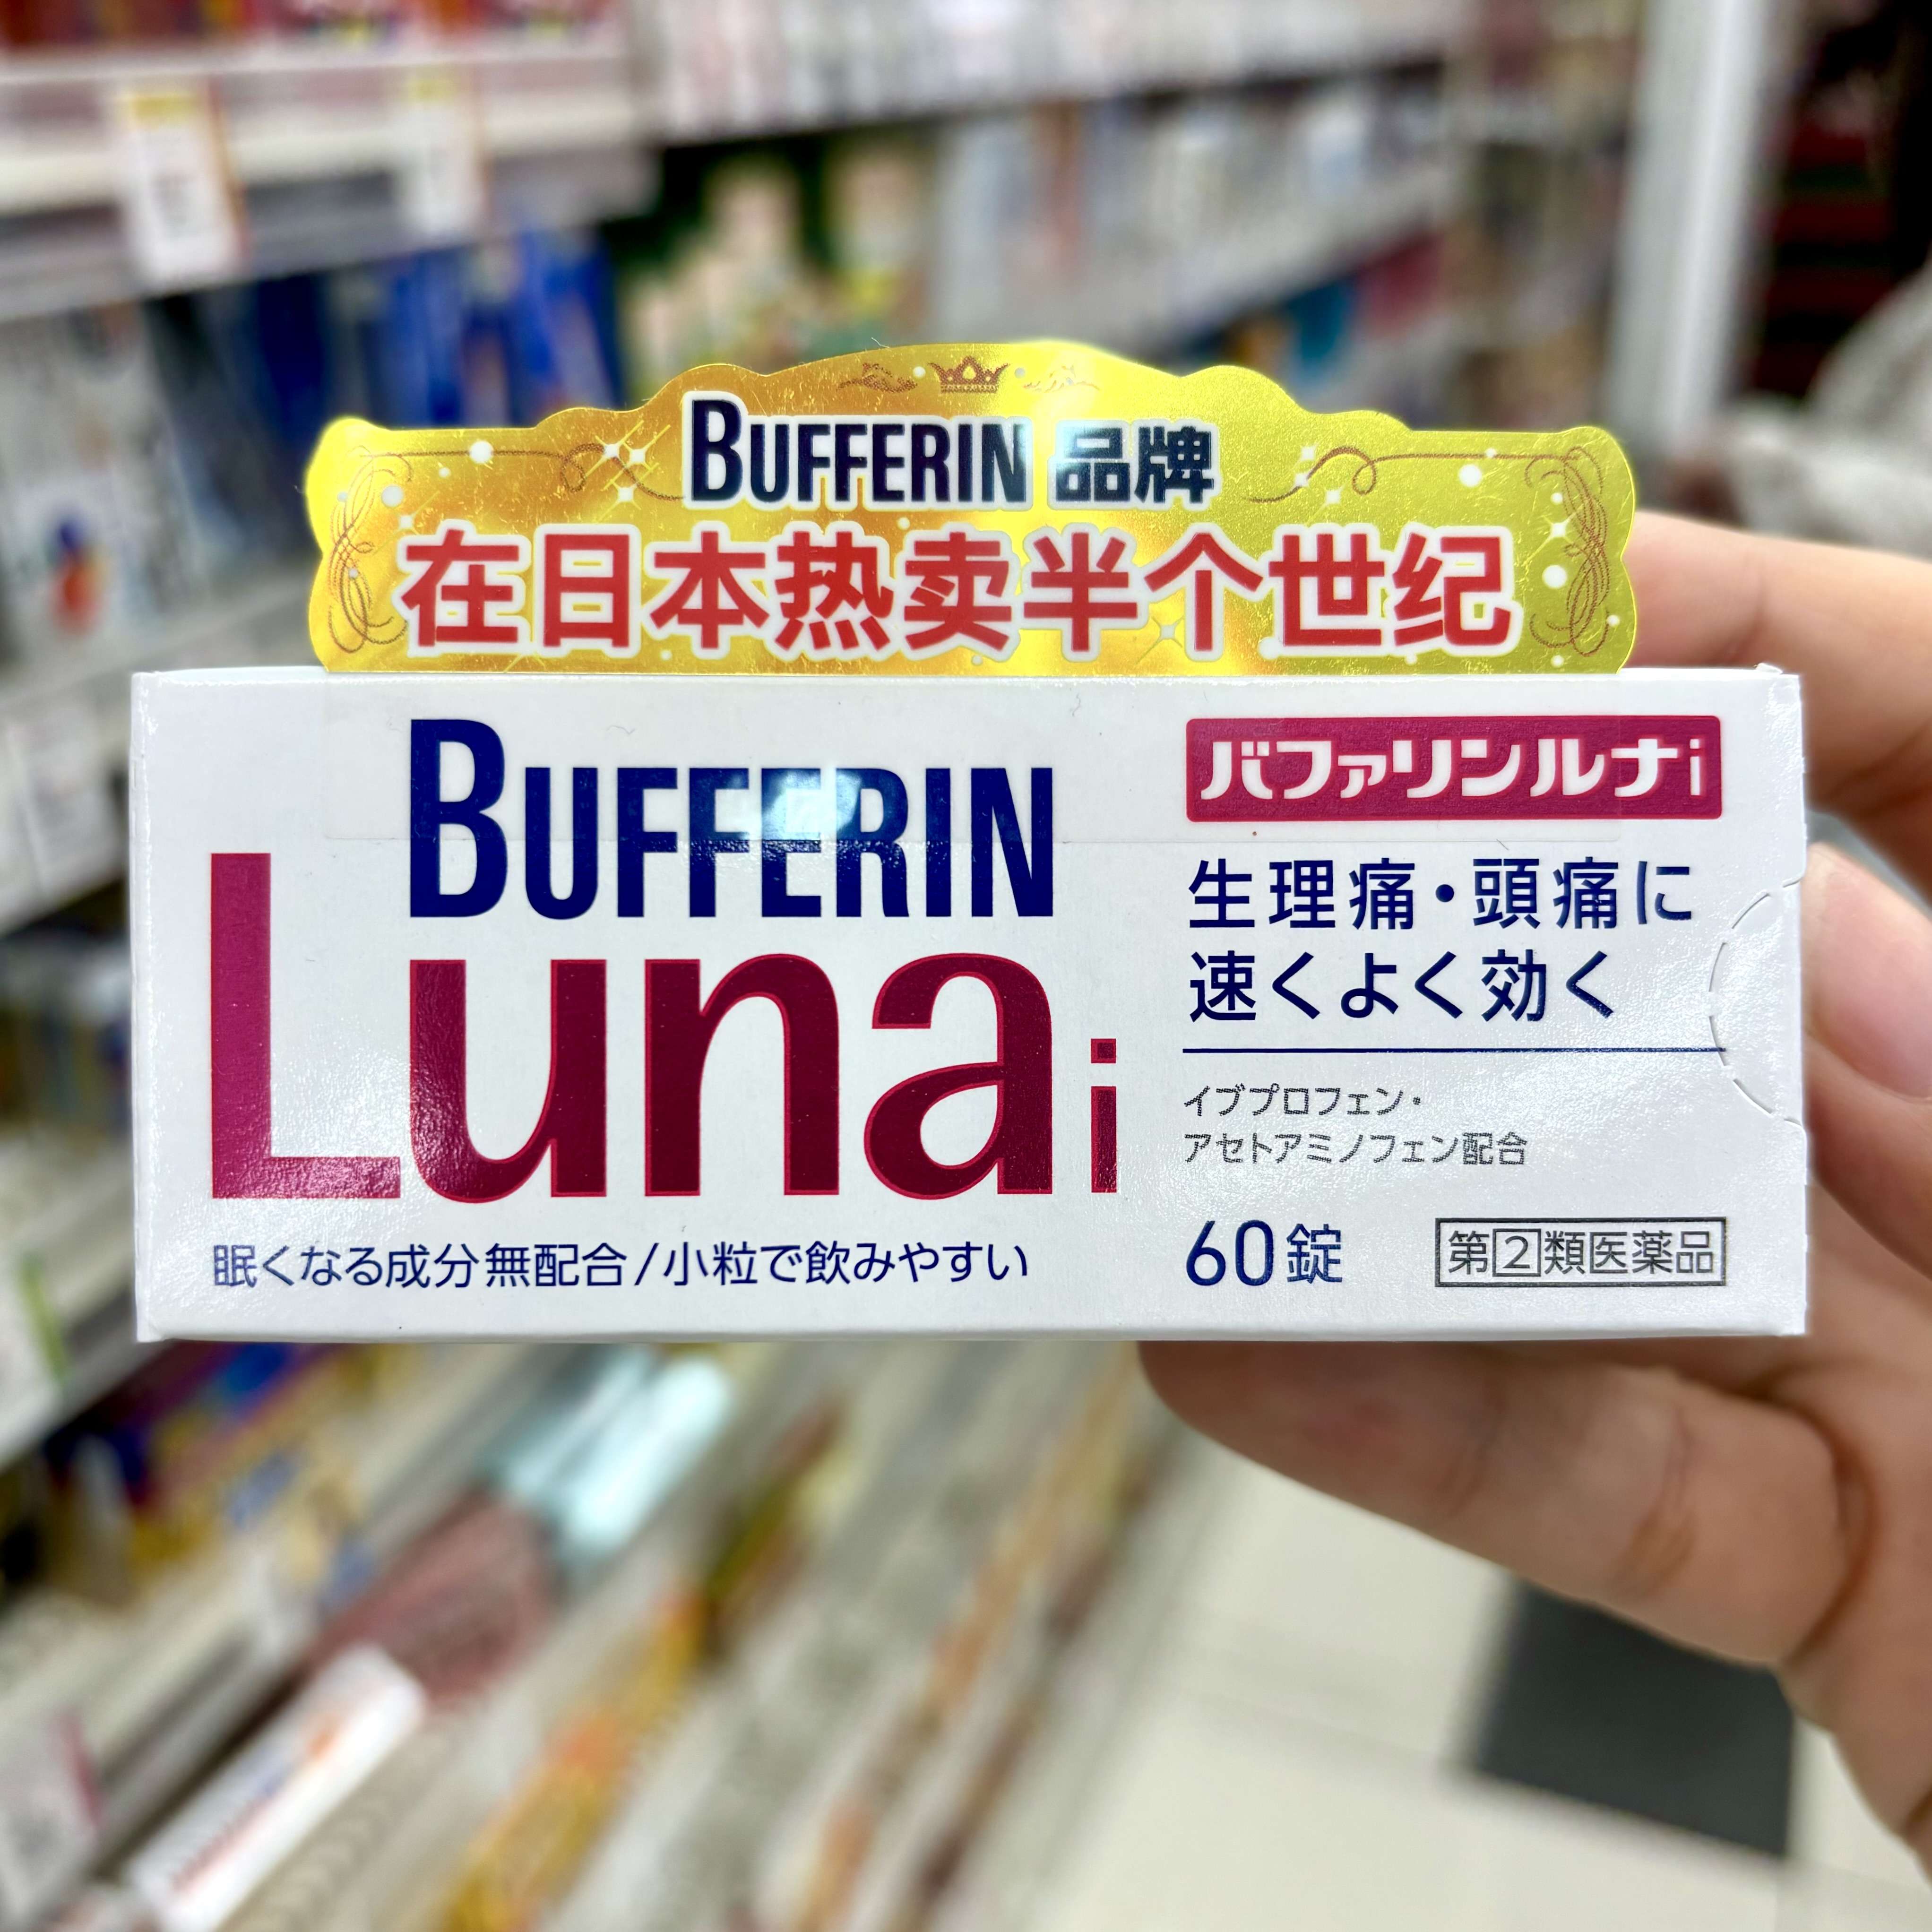 BUFFERIN 品牌
在日本热卖半个世纪
BUFFERIN
Luna i
バファリンルナi
生理痛・頭痛に
速くよく効く
イブプロフェン・
アセトアミノフェン配合
眠くなる成分無配合/小粒で飲みやすい
60錠
第②類医薬品